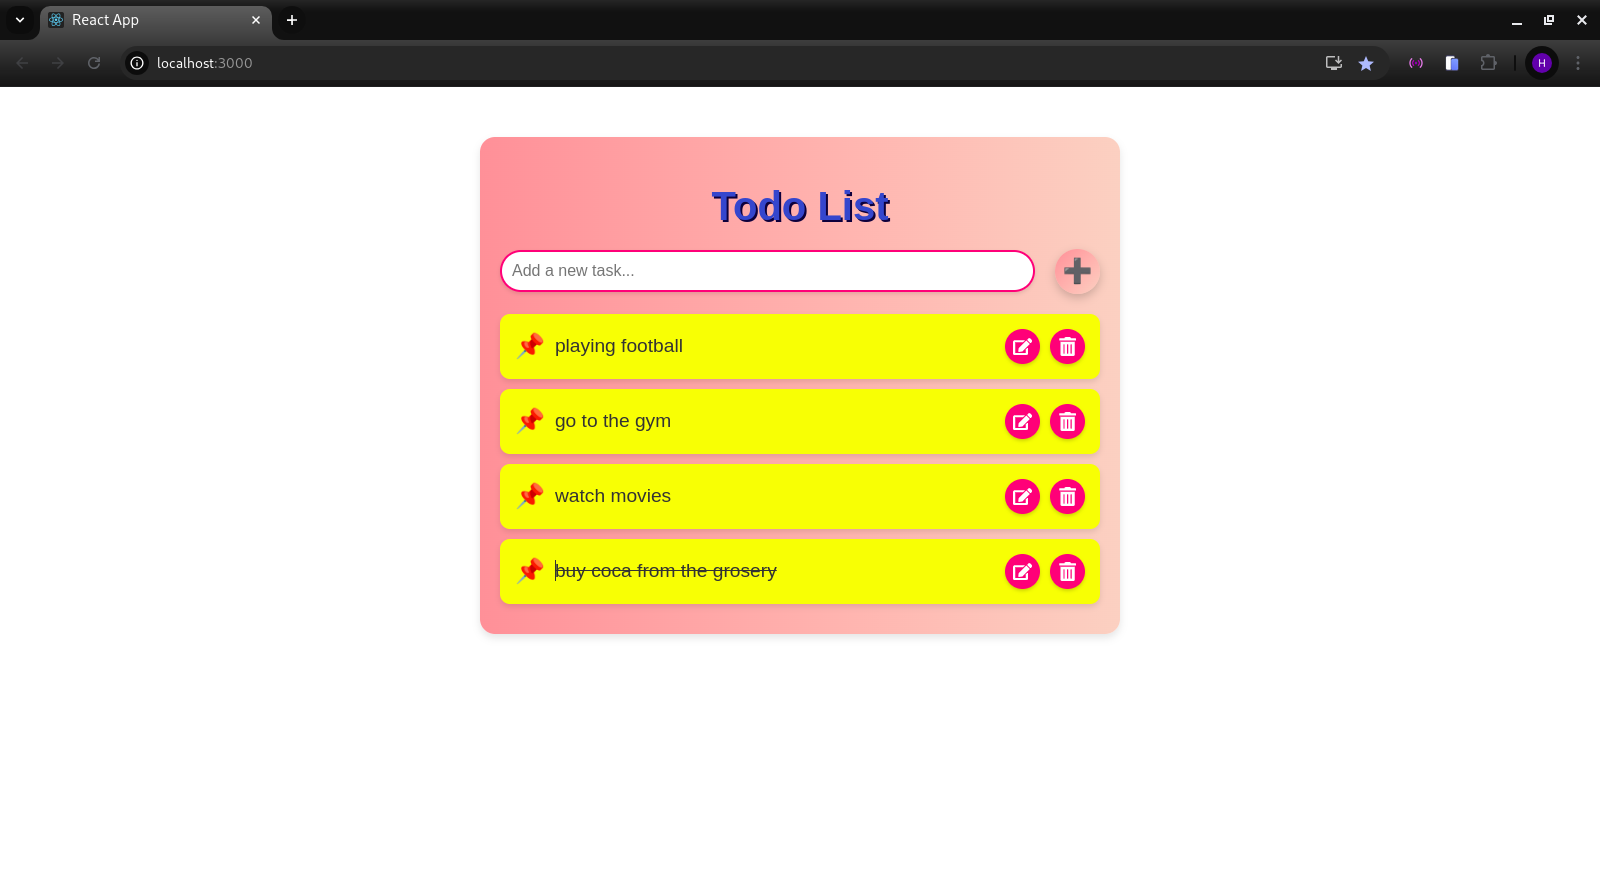 React App
localhost:3000
H
Todo List
Add a new task...
playing football
go to the gym
watch movies
buy coca from the grosery